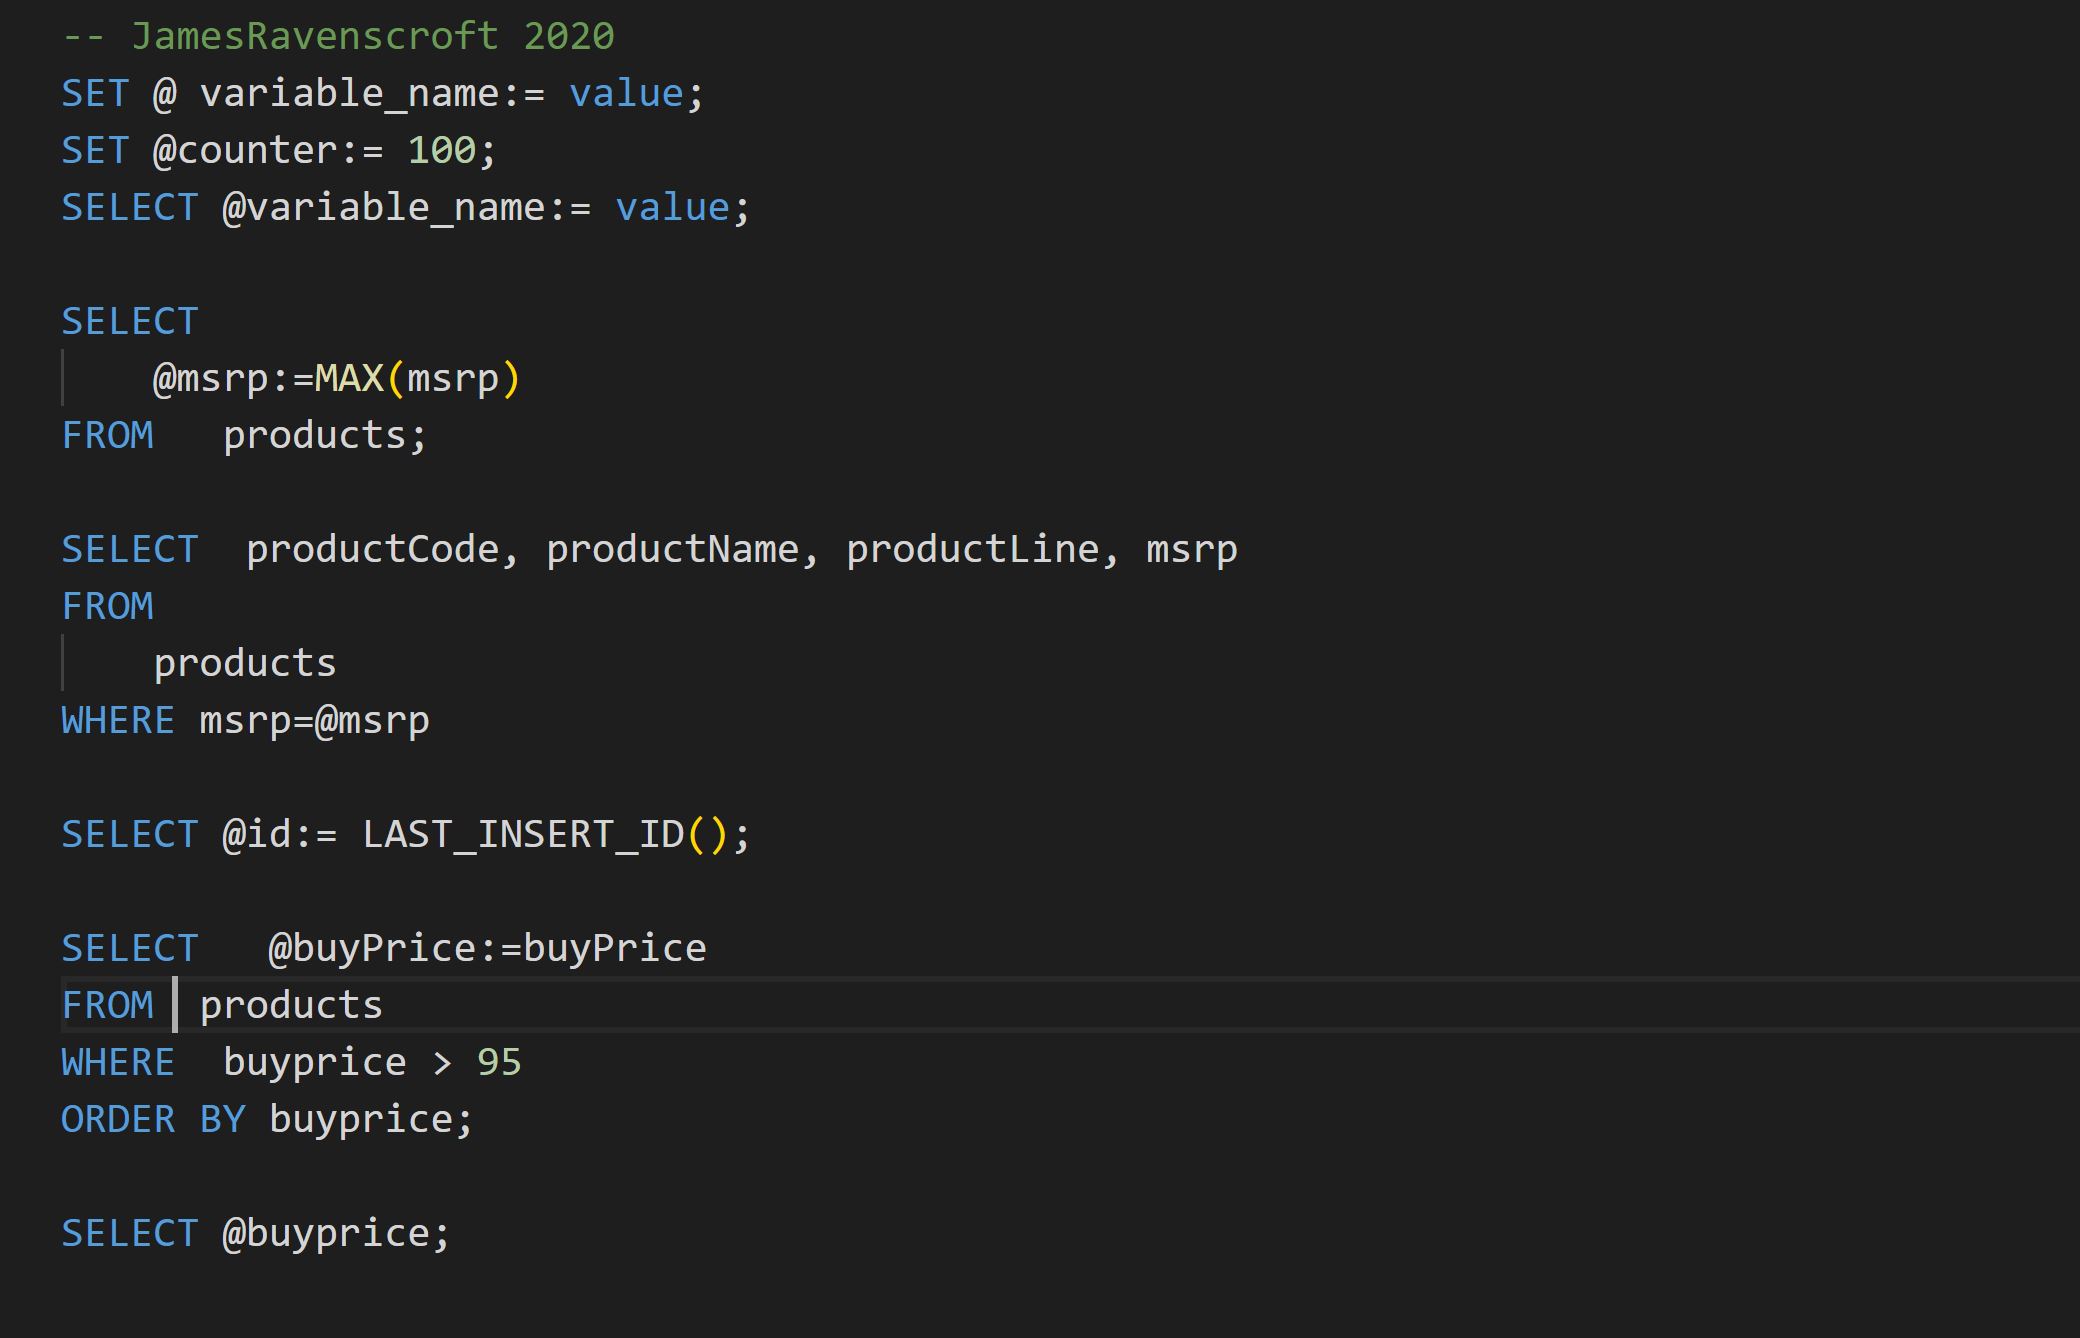 -- JamesRavenscroft 2020
SET @ variable_name:= value;
SET @counter:= 100;
SELECT @variable_name:= value;
SELECT
@msrp:=MAX(msrp)
FROM   products;
SELECT  productCode, productName, productLine, msrp
FROM
products
WHERE msrp=@msrp
SELECT @id:= LAST_INSERT_ID();
SELECT   @buyPrice:=buyPrice
FROM  products
WHERE  buyprice > 95
ORDER BY buyprice;
SELECT @buyprice;